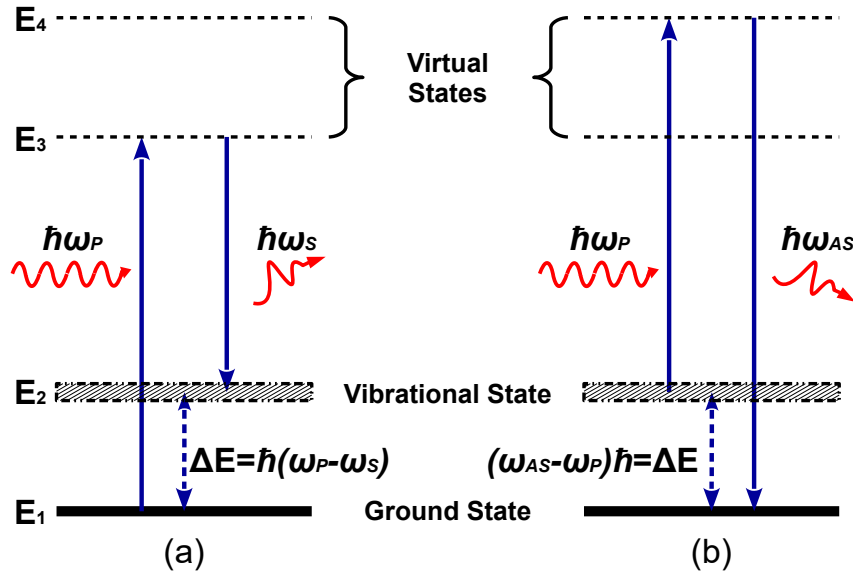 E4
Virtual
States
E3
ħωP
ħωS
ħωP
ħωAS
E2
Vibrational State
ΔE=ħ(ωP-ωS)
(ωAS-ωP)ħ=ΔE
E1
Ground State
(a)
(b)